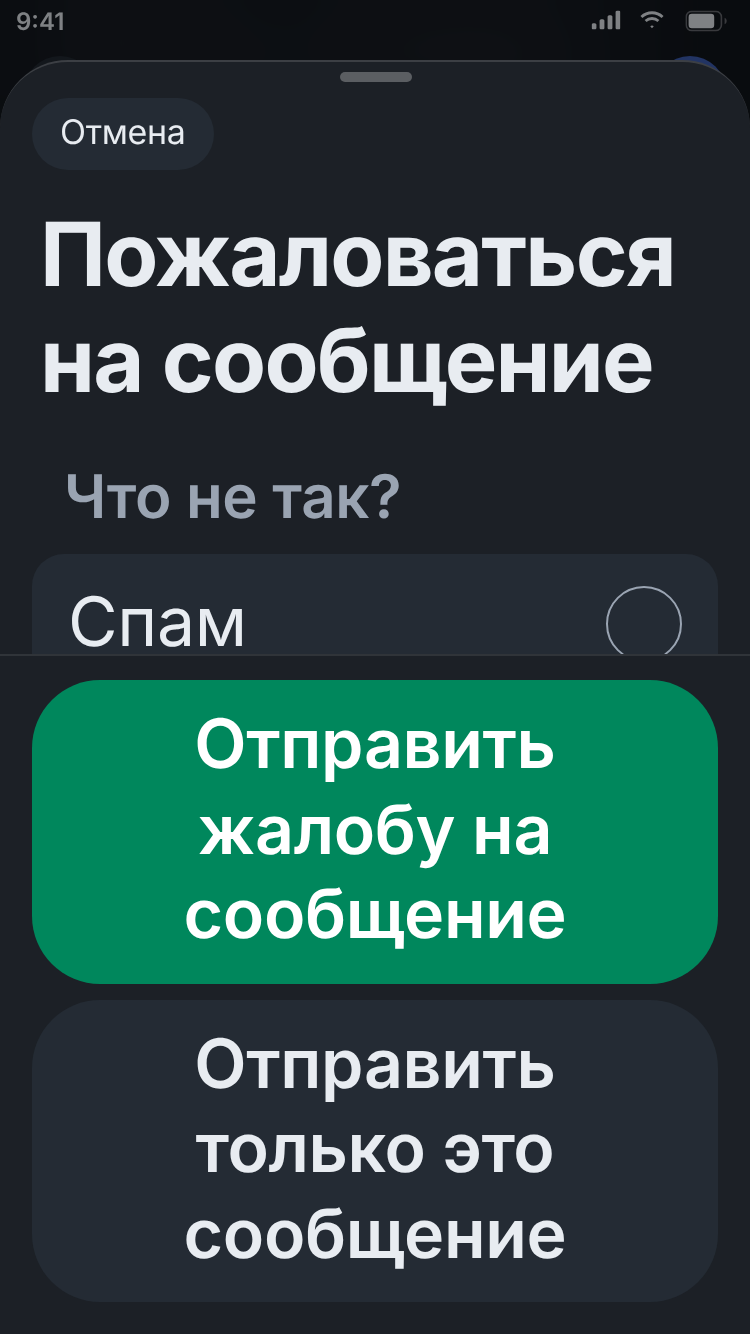 9:41
Отмена
Пожаловаться
на сообщение
Что не так?
Спам
Отправить
жалобу на
сообщение
Отправить
только это
сообщение